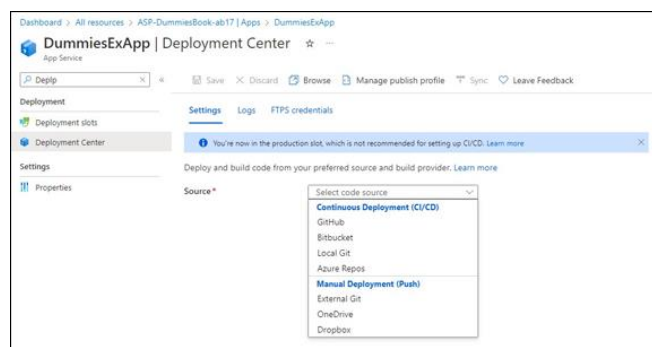 Dashboard > All resources > ASP-DummiesBook-ab17 | Apps > DummiesExApp
DummiesExApp | Deployment Center ☆ ...
App Service
Deplp
Save Discard Browse Manage publish profile Sync Leave Feedback
Deployment
Deployment slots
Deployment Center
Settings
Properties
Settings Logs FTPS credentials
You're now in the production slot, which is not recommended for setting up CI/CD. Learn more
Deploy and build code from your preferred source and build provider. Learn more
Source*
Select code source
Continuous Deployment (CI/CD)
GitHub
Bitbucket
Local Git
Azure Repos
Manual Deployment (Push)
External Git
OneDrive
Dropbox